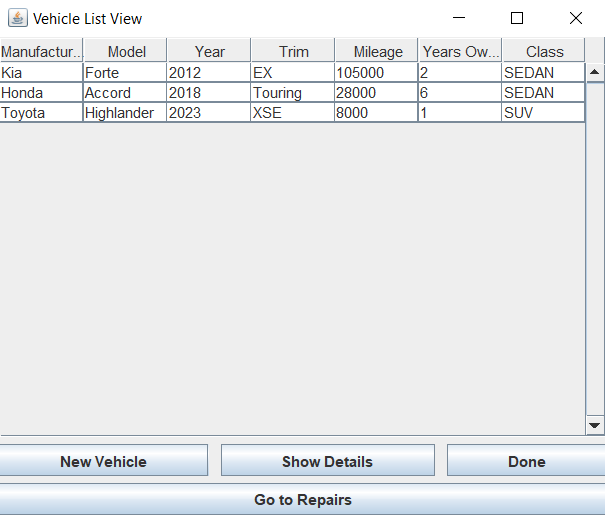 Vehicle List View
Manufactur... Model Year Trim Mileage Years Ow... Class
Kia Forte 2012 EX 105000 2 SEDAN
Honda Accord 2018 Touring 28000 6 SEDAN
Toyota Highlander 2023 XSE 8000 1 SUV
New Vehicle Show Details Done
Go to Repairs